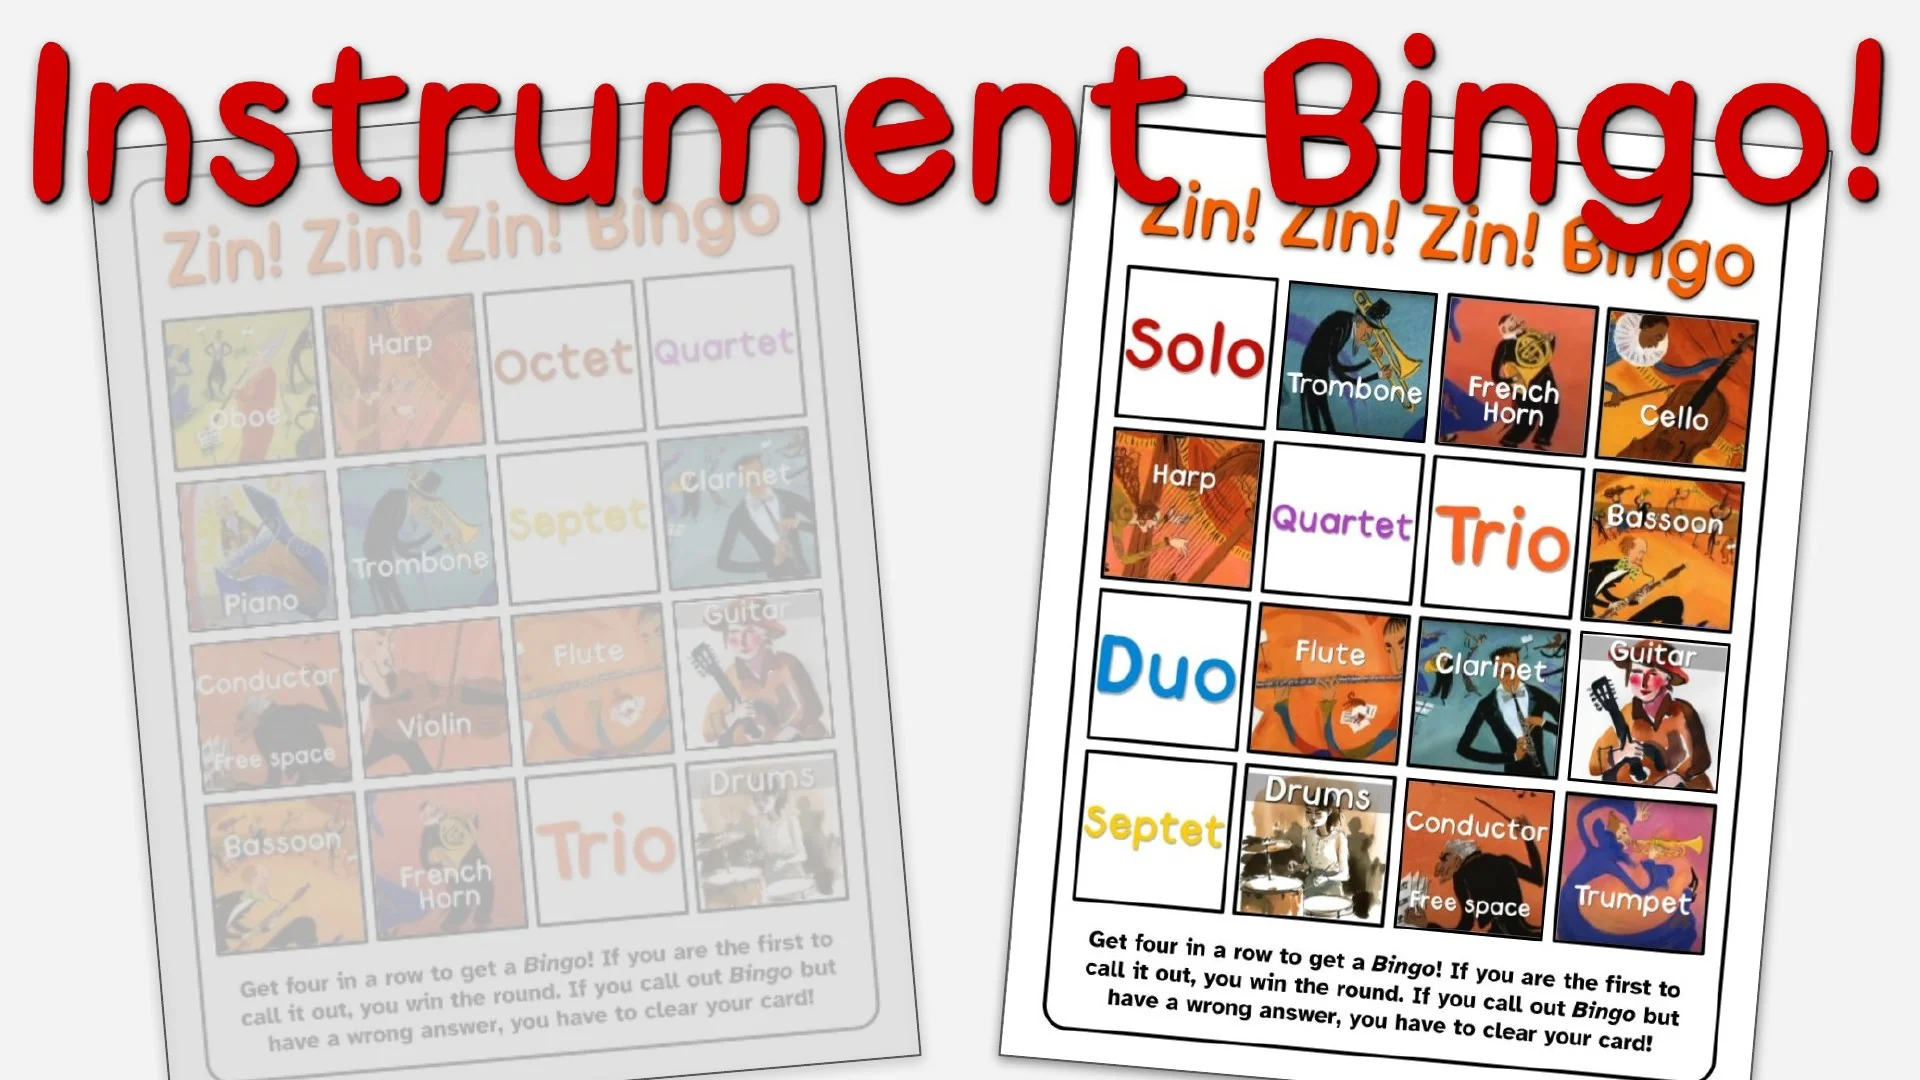 Instrument Bingo!
Zin! Zin! Zin! Bingo
Oboe
Harp
Octet
Quartet
Piano
Trombone
Septet
Clarinet
Conductor
Free space
Violin
Flute
Guitar
Bassoon
French
Horn
Trio
Drums
Get four in a row to get a Bingo! If you are the first to
call it out, you win the round. If you call out Bingo but
have a wrong answer, you have to clear your card!
Zin! Zin! Zin! Bingo
Solo
Trombone
French
Horn
Cello
Harp
Quartet
Trio
Bassoon
Duo
Flute
Clarinet
Guitar
Septet
Drums
Conductor
Free space
Trumpet
Get four in a row to get a Bingo! If you are the first to
call it out, you win the round. If you call out Bingo but
have a wrong answer, you have to clear your card!